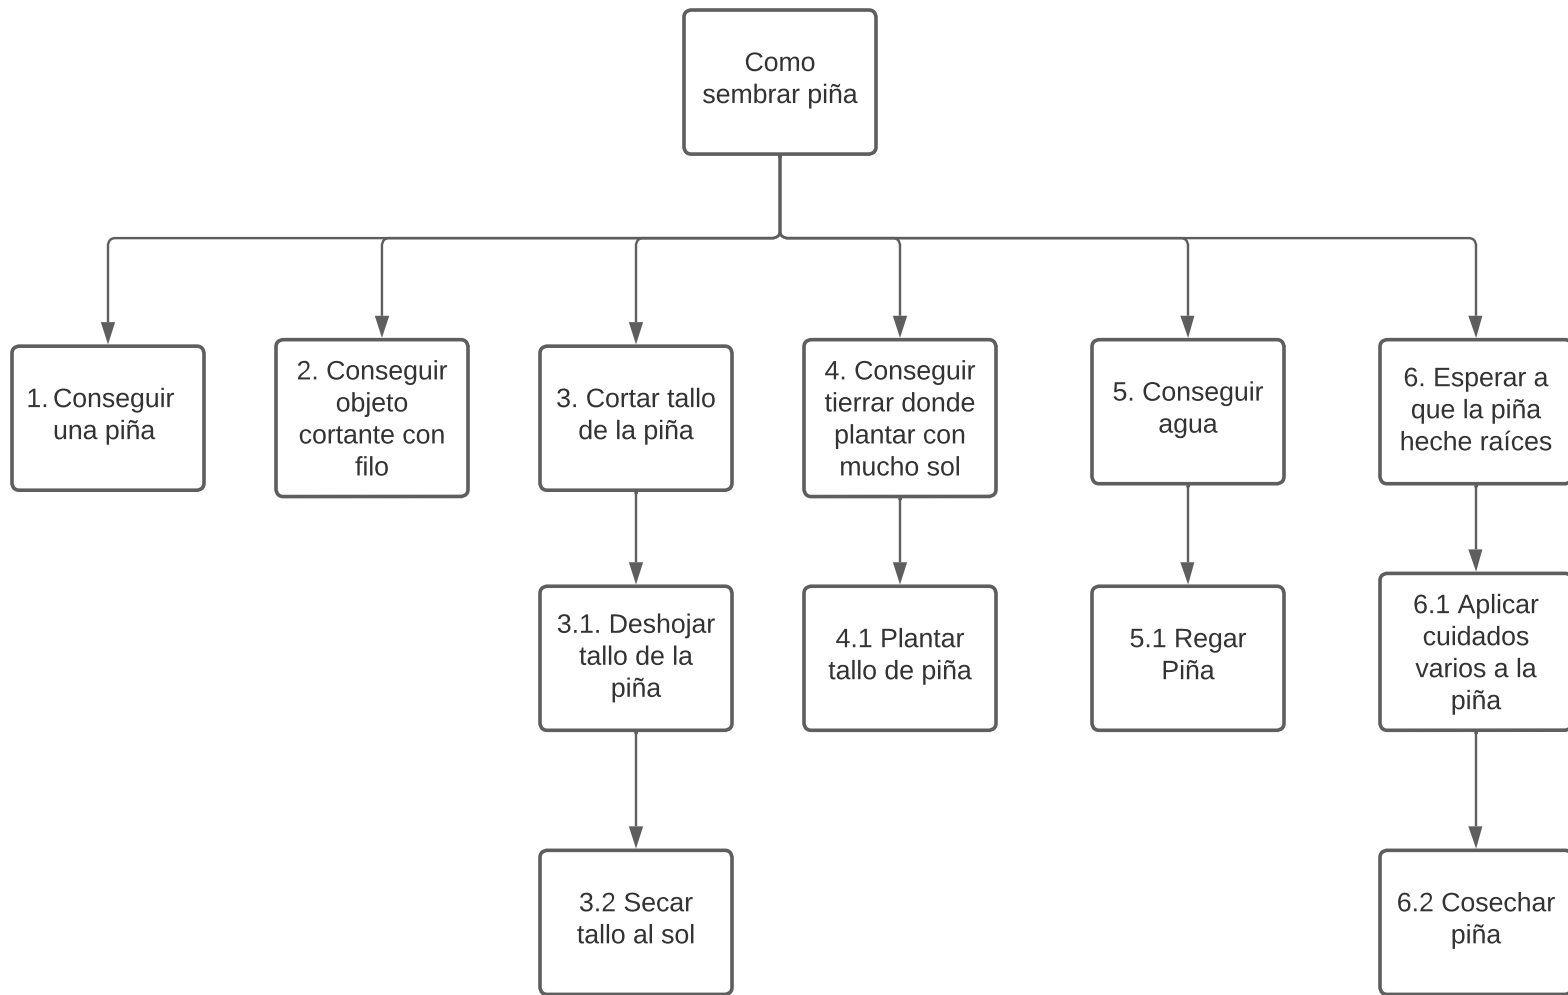 Como
sembrar piña
1. Conseguir
una piña
2. Conseguir
objeto
cortante con
filo
3. Cortar tallo
de la piña
4. Conseguir
tierrar donde
plantar con
mucho sol
5. Conseguir
agua
6. Esperar a
que la piña
heche raíces
3.1. Deshojar
tallo de la
piña
4.1 Plantar
tallo de piña
5.1 Regar
Piña
6.1 Aplicar
cuidados
varios a la
piña
3.2 Secar
tallo al sol
6.2 Cosechar
piña